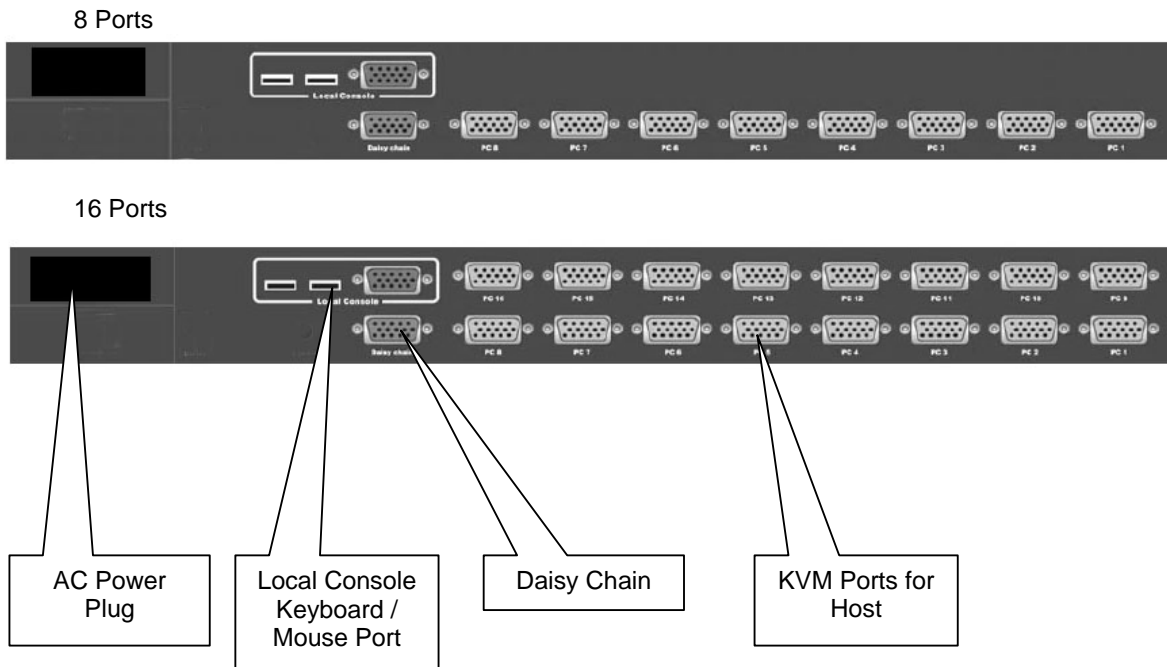 8 Ports
Local Console
Daisy chain
PC 8
PC 7
PC 6
PC 5
PC 4
PC 3
PC 2
PC 1
16 Ports
Local Console
PC 16
PC 15
PC 14
PC 13
PC 12
PC 11
PC 10
PC 9
Daisy chain
PC 8
PC 7
PC 6
PC 4
PC 3
PC 2
PC 1
AC Power
Plug
Local Console
Keyboard /
Mouse Port
Daisy Chain
KVM Ports for
Host